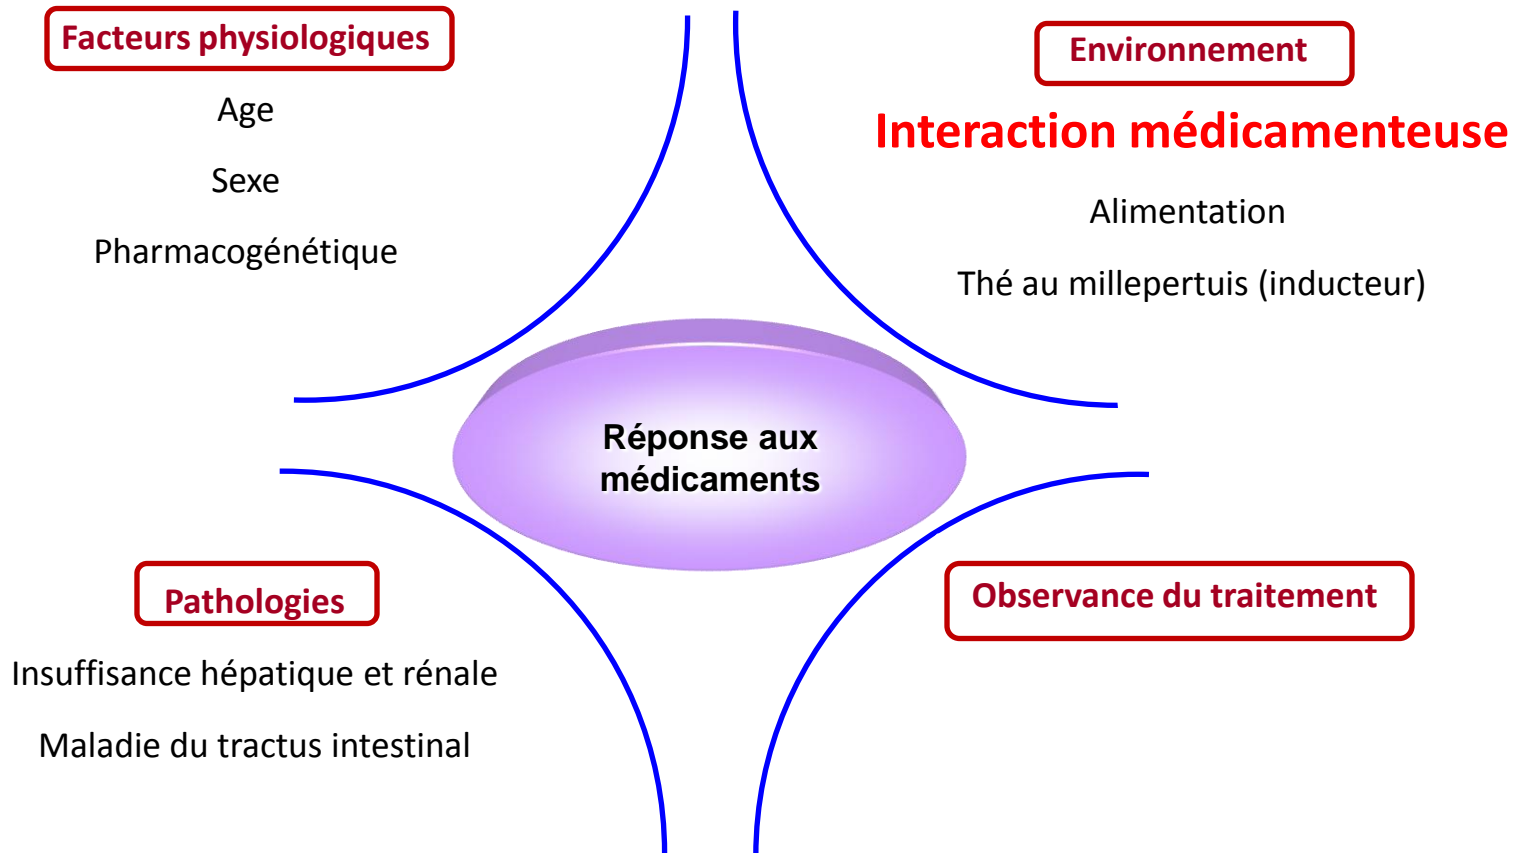 Facteurs physiologiques
Age
Sexe
Pharmacogénétique
Environnement
Interaction médicamenteuse
Alimentation
Thé au millepertuis (inducteur)
Réponse aux
médicaments
Pathologies
Insuffisance hépatique et rénale
Maladie du tractus intestinal
Observance du traitement